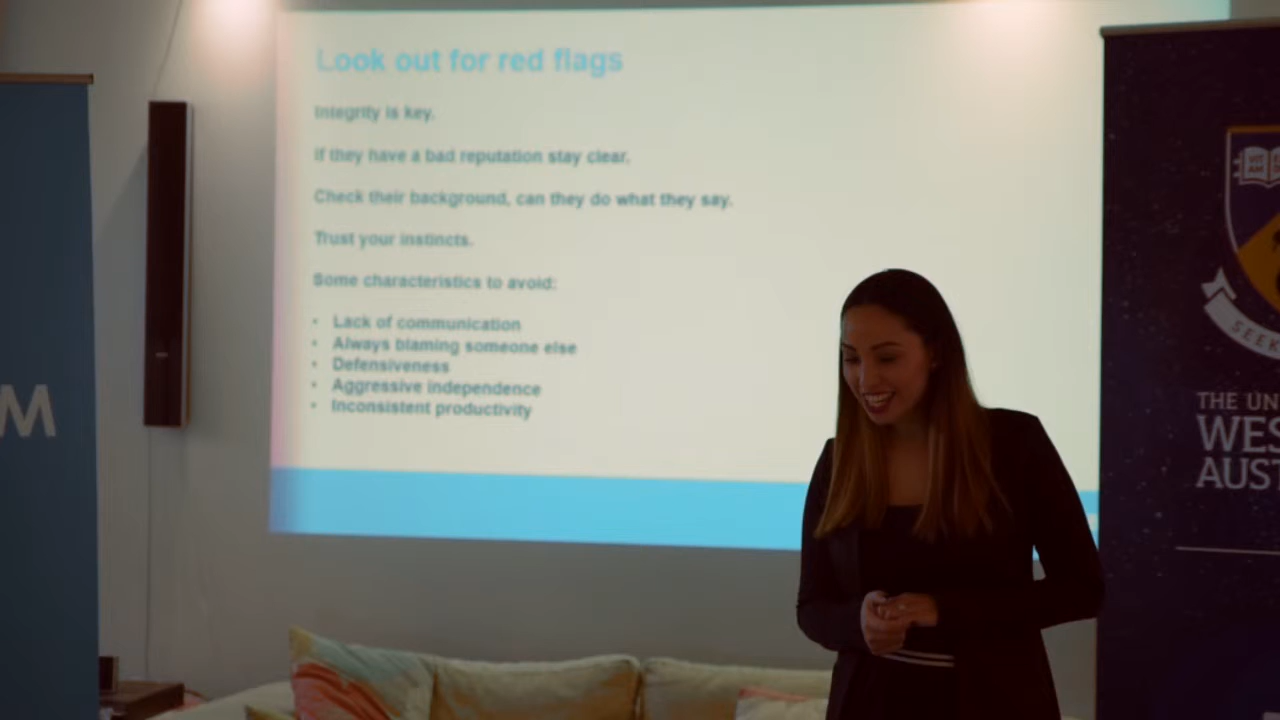 Look out for red flags
Integrity is key.
If they have a bad reputation stay clear.
Check their background, can they do what they say.
Trust your instincts.
Some characteristics to avoid:
• Lack of communication
• Always blaming someone else
• Defensiveness
• Aggressive independence
• Inconsistent productivity
M
SEEK
THE UN
WES
AUST